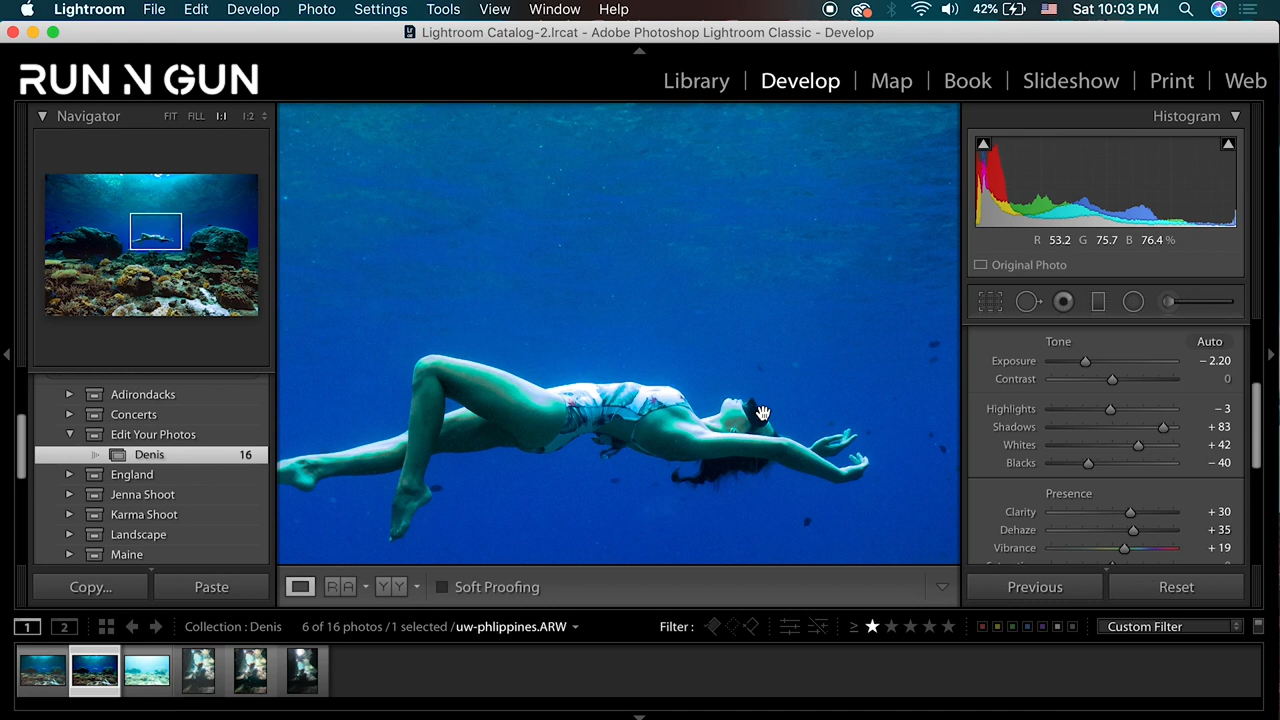 Lightroom File Edit Develop Photo Settings Tools View Window Help 42% Sat 10:03 PM
Lightroom Catalog-2.lrcat - Adobe Photoshop Lightroom Classic - Develop
RUN N GUN Library | Develop | Map | Book | Slideshow | Print | Web
Navigator FIT FILL 1:1 1:2
Histogram
R 53.2 G 75.7 B 76.4 %
Original Photo
Tone Auto
Exposure - 2.20
Contrast 0
Highlights - 3
Shadows + 83
Whites + 42
Blacks - 40
Presence
Clarity + 30
Dehaze + 35
Vibrance + 19
Adirondacks
Concerts
Edit Your Photos
Denis 16
England
Jenna Shoot
Karma Shoot
Landscape
Maine
Copy... Paste
R A Y Y Soft Proofing
Previous Reset
1 2 Collection : Denis 6 of 16 photos / 1 selected / uw-phlippines.ARW Filter : ≥ ★★★★★ Custom Filter